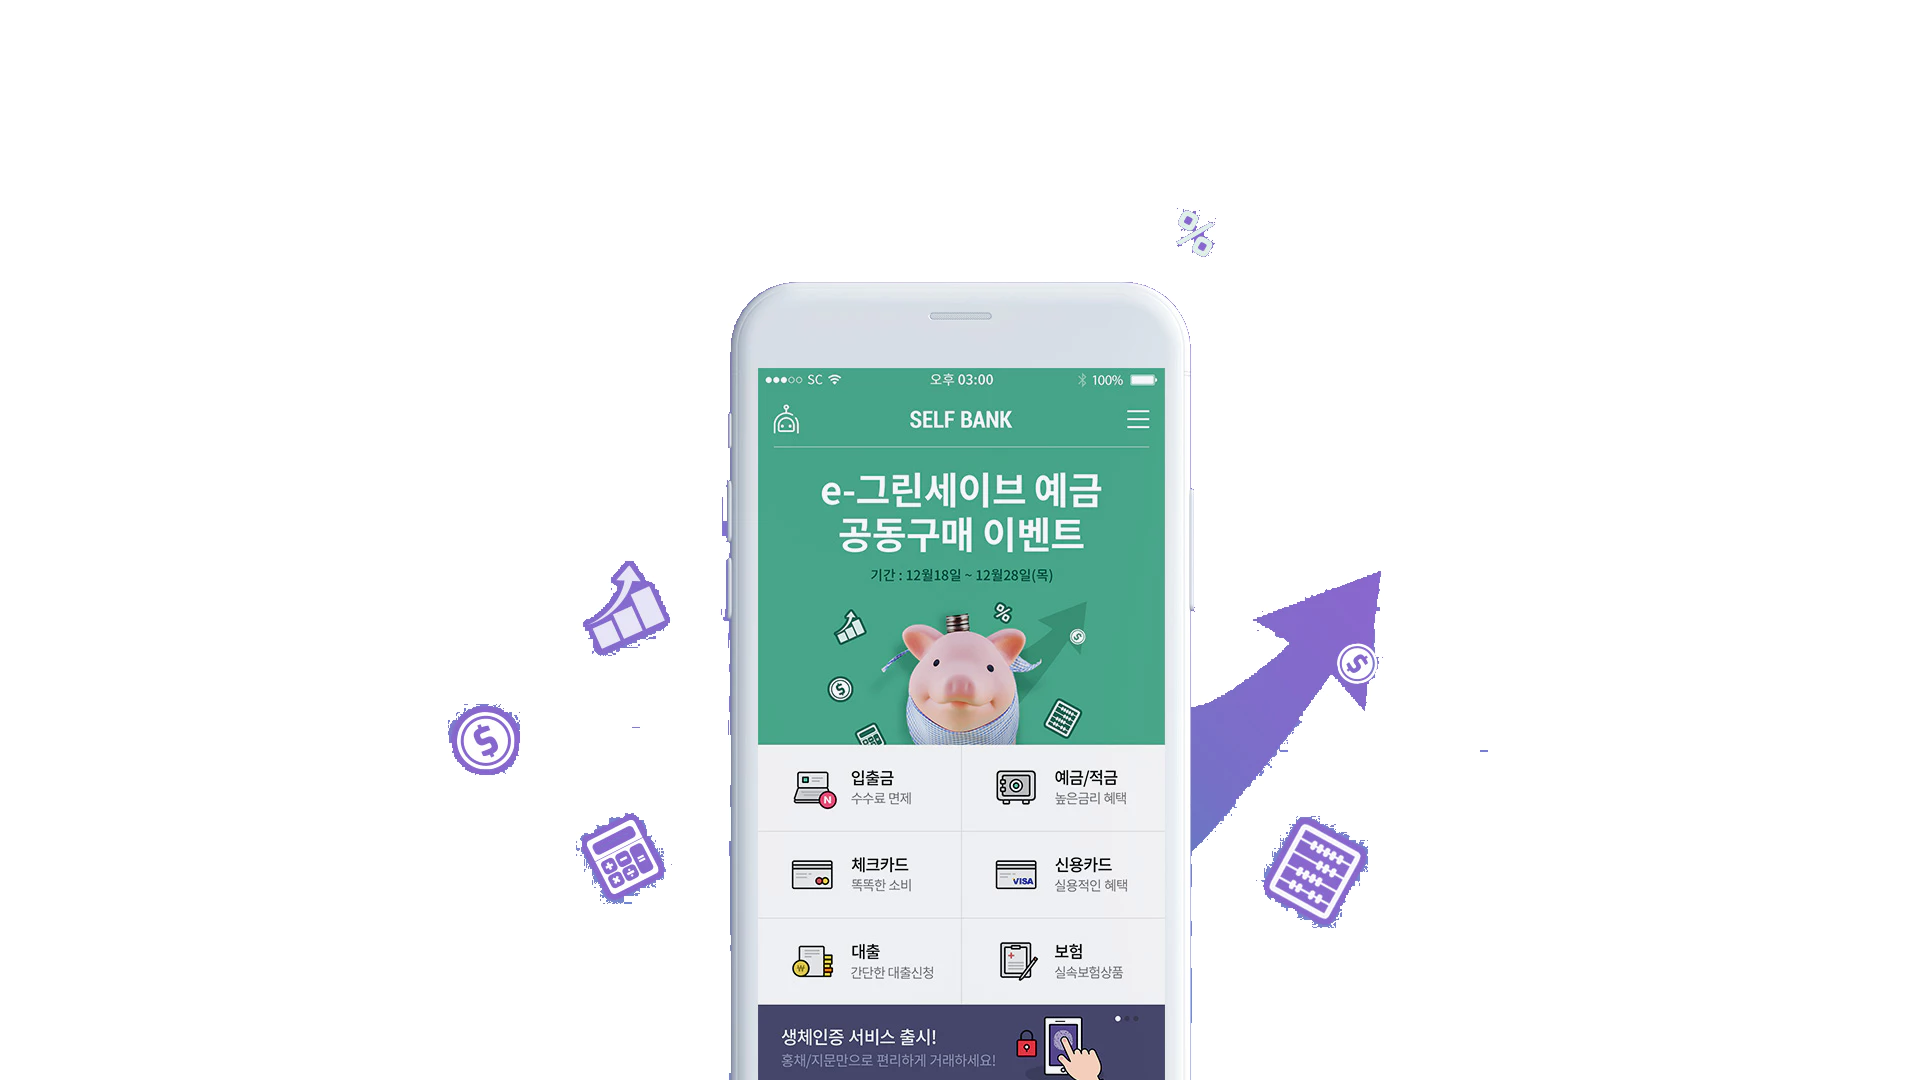 SC 오후 03:00 100%
SELF BANK
e-그린세이브 예금
공동구매 이벤트
기간 : 12월18일 ~ 12월28일(목)
입출금
수수료 면제
N
예금/적금
높은금리 혜택
체크카드
똑똑한 소비
신용카드
실용적인 혜택
VISA
대출
간단한 대출신청
보험
실속보험상품
생체인증 서비스 출시!
홍채/지문만으로 편리하게 거래하세요!